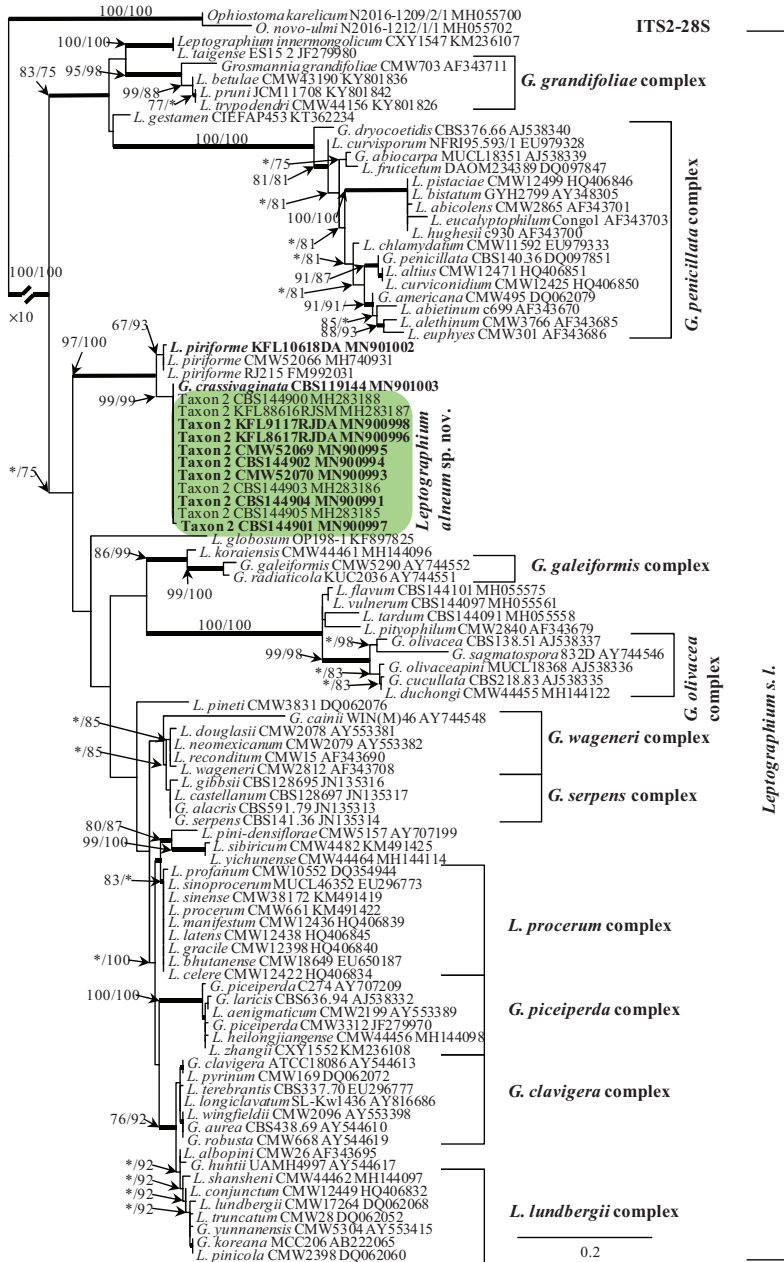 100/100
Ophiostoma karelicum N2016-1209/2/1 MH055700
O. novo-ulmi N2016-1212/1/1 MH055702
ITS2-28S
100/100
Leptographium innermongolicum CXY1547 KM236107
L. taigense ES15 2 JF279980
83/75
95/98
Grosmannia grandifoliae CMW703 AF343711
L. betulae CMW43190 KY801836
99/88
L. pruni JCM11708 KY801842
77/*
L. trypodendri CMW44156 KY801826
G. grandifoliae complex
L. gestamen CIEFAP453 KT362234
100/100
G. dryocoetidis CBS376.66 AJ538340
L. curvisporum NFRI95.593/1 EU979328
*/75
G. abiocarpa MUCL18351 AJ538339
L. fruticetum DAOM234389 DQ097847
81/81
L. pistaciae CMW12499 HQ406846
*/81
L. bistatum GYH2799 AY348305
L. abicolens CMW2865 AF343701
100/100
L. eucalyptophilum Congo1 AF343703
L. hughesii c930 AF343700
*/81
L. chlamydatum CMW11592 EU979333
*/81
G. penicillata CBS140.36 DQ097851
91/87
L. altius CMW12471 HQ406851
L. curviconidium CMW12425 HQ406850
*/81
G. americana CMW495 DQ062079
91/91
L. abietinum c699 AF343670
85/*
L. alethinum CMW3766 AF343685
88/93
L. euphyes CMW301 AF343686
G. penicillata complex
100/100
×10
67/93
97/100
L. piriforme KFL10618DA MN901002
L. piriforme CMW52066 MH740931
L. piriforme RJ215 FM992031
99/99
G. crassivaginata CBS119144 MN901003
Taxon 2 CBS144900 MH283188
Taxon 2 KFL88616RJSM MH283187
Taxon 2 KFL9117RJDA MN900998
Taxon 2 KFL8617RJDA MN900996
Taxon 2 CMW52069 MN900995
Taxon 2 CBS144902 MN900994
Taxon 2 CMW52070 MN900993
Taxon 2 CBS144903 MH283186
Taxon 2 CBS144904 MN900991
Taxon 2 CBS144905 MH283185
Taxon 2 CBS144901 MN900997
Leptographium
alneum sp. nov.
*/75
L. globosum OP198-1 KF897825
86/99
L. koraiensis CMW44461 MH144096
G. galeiformis CMW5290 AY744552
G. radiaticola KUC2036 AY744551
99/100
G. galeiformis complex
L. flavum CBS144101 MH055575
L. vulnerum CBS144097 MH055561
L. tardum CBS144091 MH055558
100/100
L. pityophilum CMW2840 AF343679
*/98
G. olivacea CBS138.51 AJ538337
99/98
G. sagmatospora 832D AY744546
*/83
G. olivaceapini MUCL18368 AJ538336
*/83
G. cucullata CBS218.83 AJ538335
L. duchongi CMW44455 MH144122
G. olivacea
complex
L. pineti CMW3831 DQ062076
G. cainii WIN(M)46 AY744548
*/85
L. douglasii CMW2078 AY553381
L. neomexicanum CMW2079 AY553382
*/85
L. reconditum CMW15 AF343690
L. wageneri CMW2812 AF343708
G. wageneri complex
L. gibbsii CBS128695 JN135316
L. castellanum CBS128697 JN135317
G. alacris CBS591.79 JN135313
G. serpens CBS141.36 JN135314
G. serpens complex
80/87
L. pini-densiflorae CMW5157 AY707199
99/100
L. sibiricum CMW4482 KM491425
L. yichunense CMW44464 MH144114
83/*
L. profanum CMW10552 DQ354944
L. sinoprocerum MUCL46352 EU296773
L. sinense CMW38172 KM491419
L. procerum CMW661 KM491422
L. manifestum CMW12436 HQ406839
L. latens CMW12438 HQ406845
L. gracile CMW12398 HQ406840
*/100
L. bhutanense CMW18649 EU650187
L. celere CMW12422 HQ406834
L. procerum complex
100/100
G. piceiperda C274 AY707209
G. laricis CBS636.94 AJ538332
L. aenigmaticum CMW2199 AY553389
G. piceiperda CMW3312 JF279970
L. heilongjiangense CMW44456 MH144098
L. zhangii CXY1552 KM236108
G. piceiperda complex
G. clavigera ATCC18086 AY544613
L. pyrinum CMW169 DQ062072
L. terebrantis CBS337.70 EU296777
L. longiclavatum SL-Kw1436 AY816686
76/92
L. wingfieldii CMW2096 AY553398
G. aurea CBS438.69 AY544610
G. robusta CMW668 AY544619
G. clavigera complex
L. albopini CMW26 AF343695
*/92
G. huntii UAMH4997 AY544617
*/92
L. shansheni CMW44462 MH144097
*/92
L. conjunctum CMW12449 HQ406832
*/92
L. lundbergii CMW17264 DQ062068
L. truncatum CMW28 DQ062052
G. yunnanensis CMW5304 AY553415
G. koreana MCC206 AB222065
L. pinicola CMW2398 DQ062060
L. lundbergii complex
0.2
Leptographium s. l.